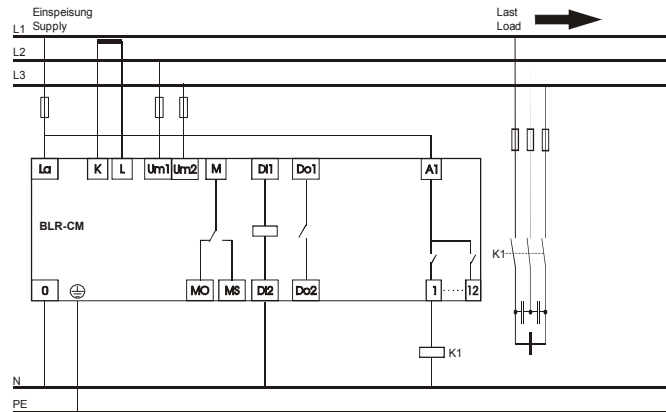 Einspeisung
Supply
Last
Load
L1
L2
L3
La K L Um1 Um2 M DI1 Do1 A1
BLR-CM
K1
0 MO MS DI2 Do2 1 ..... 12
K1
N
PE